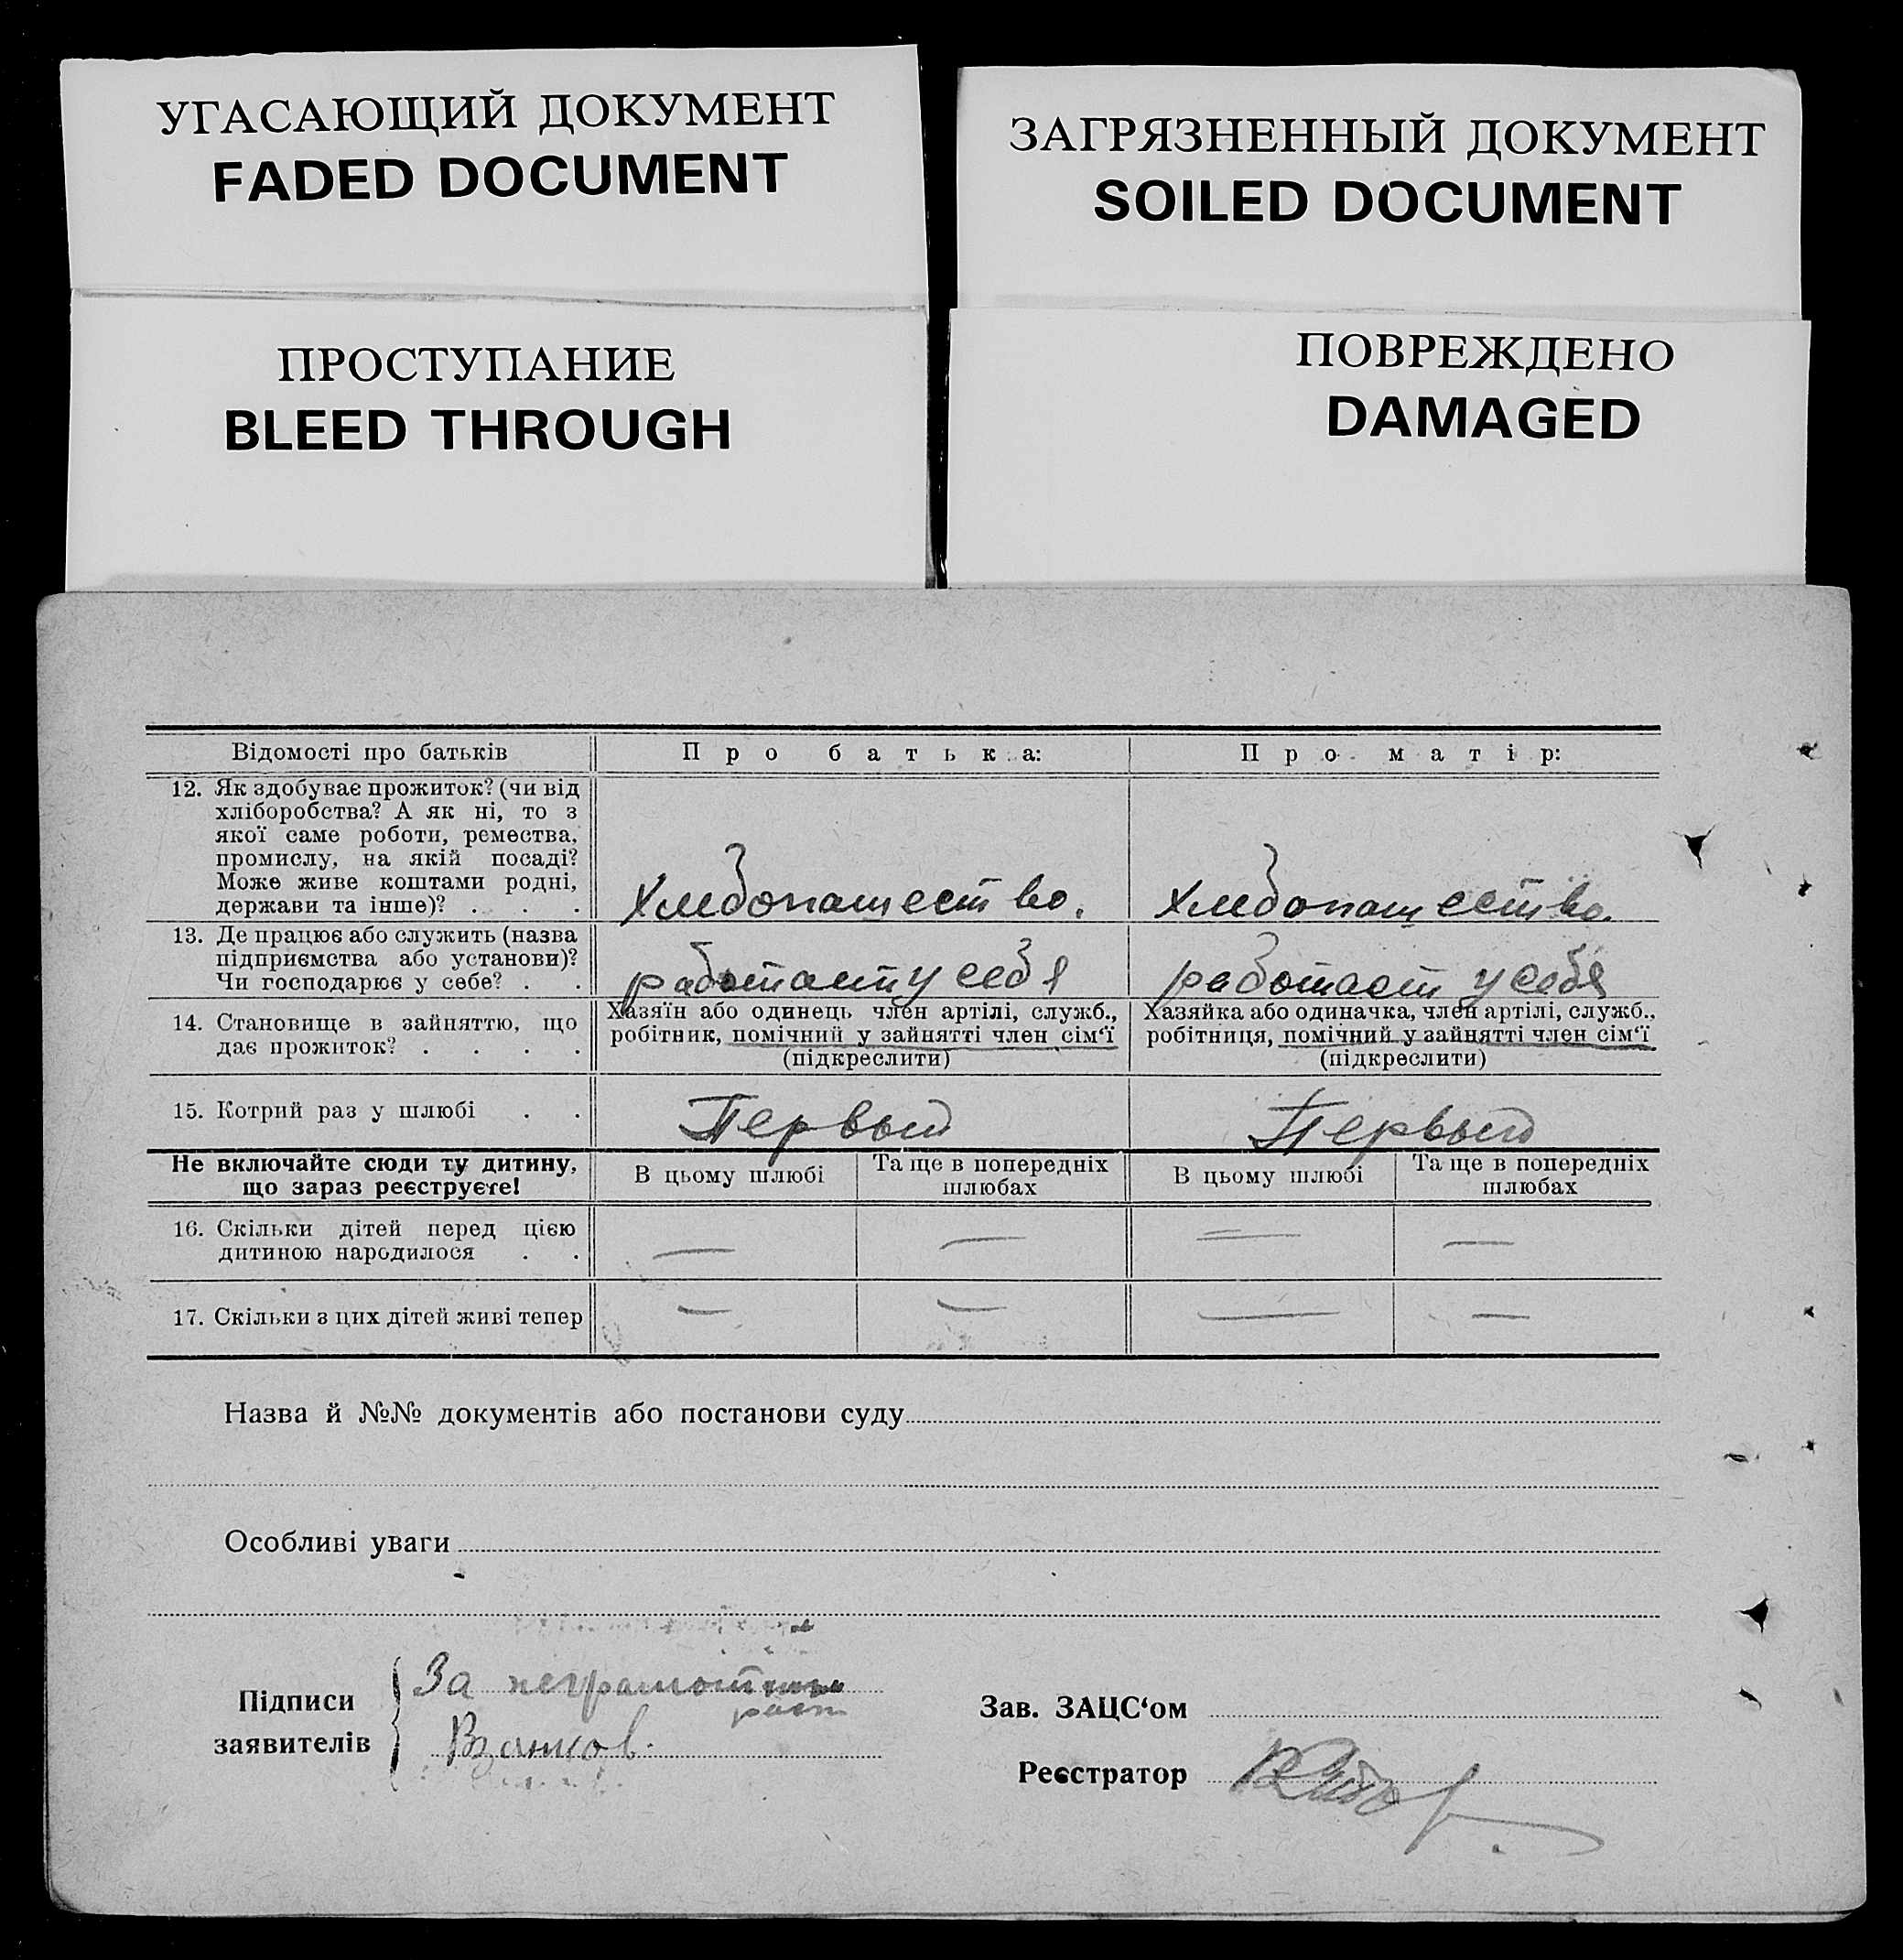 УГАСАЮЩИЙ ДОКУМЕНТ
FADED DOCUMENT
ЗАГРЯЗНЕННЫЙ ДОКУМЕНТ
SOILED DOCUMENT
ПРОСТУПАНИЕ
BLEED THROUGH
ПОВРЕЖДЕНО
DAMAGED
Відомості про батьків
Про батька:
Про матір:
12. Як здобуває прожиток? (чи від
хліборобства? А як ні, то з
якої саме роботи, ремества,
промислу, на якій посаді?
Може живе коштами родні,
держави та інше)? . . .
Хлебопашество.
Хлебопашество.
13. Де працює або служить (назва
підприємства або установи)?
Чи господарює у себе? . .
работает у себя
работает у себя
14. Становище в зайняттю, що
дає прожиток? . . . .
Хазяїн або одинець член артілі, служб.,
робітник, помічний у зайнятті член сім‘ї
(підкреслити)
Хазяйка або одиначка, член артілі, служб.,
робітниця, помічний у зайнятті член сім‘ї
(підкреслити)
15. Котрий раз у шлюбі . .
Первый
Первый
Не включайте сюди ту дитину,
що зараз реєструєте!
В цьому шлюбі
Та ще в попередніх
шлюбах
В цьому шлюбі
Та ще в попередніх
шлюбах
16. Скільки дітей перед цією
дитиною народилося . .
— — — —
17. Скільки з цих дітей живі тепер
— — — —
Назва й №№ документів або постанови суду
Особливі уваги
Підписи
заявителів
За неграмотн
расп
Зав. ЗАЦС‘ом
Реєстратор